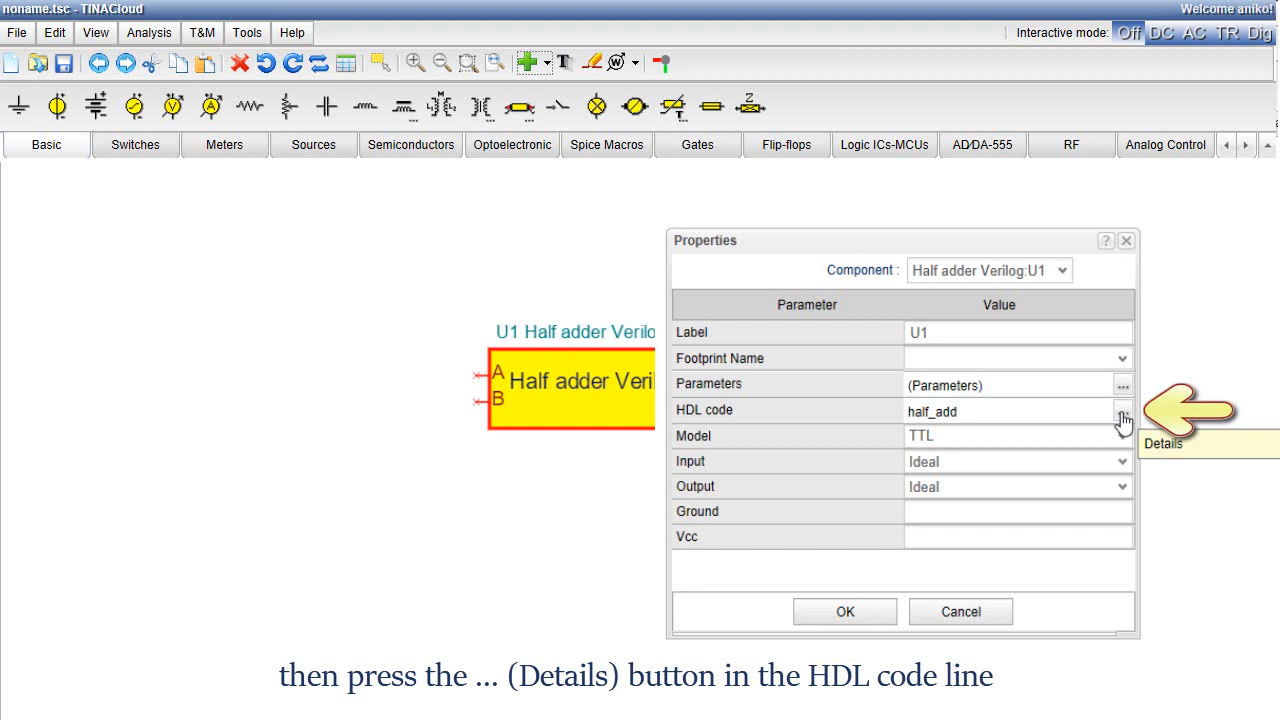 noname.tsc - TINACloud Welcome aniko!
File Edit View Analysis T&M Tools Help Interactive mode: Off DC AC TR Dig
Basic Switches Meters Sources Semiconductors Optoelectronic Spice Macros Gates Flip-flops Logic ICs-MCUs AD/DA-555 RF Analog Control
Properties
Component : Half adder Verilog:U1
Parameter Value
Label U1
Footprint Name
Parameters (Parameters) ...
HDL code half_add ...
Model TTL
Input Ideal
Output Ideal
Ground
Vcc
OK Cancel
Details
U1 Half adder Verilo
A Half adder Veril
B
then press the ... (Details) button in the HDL code line